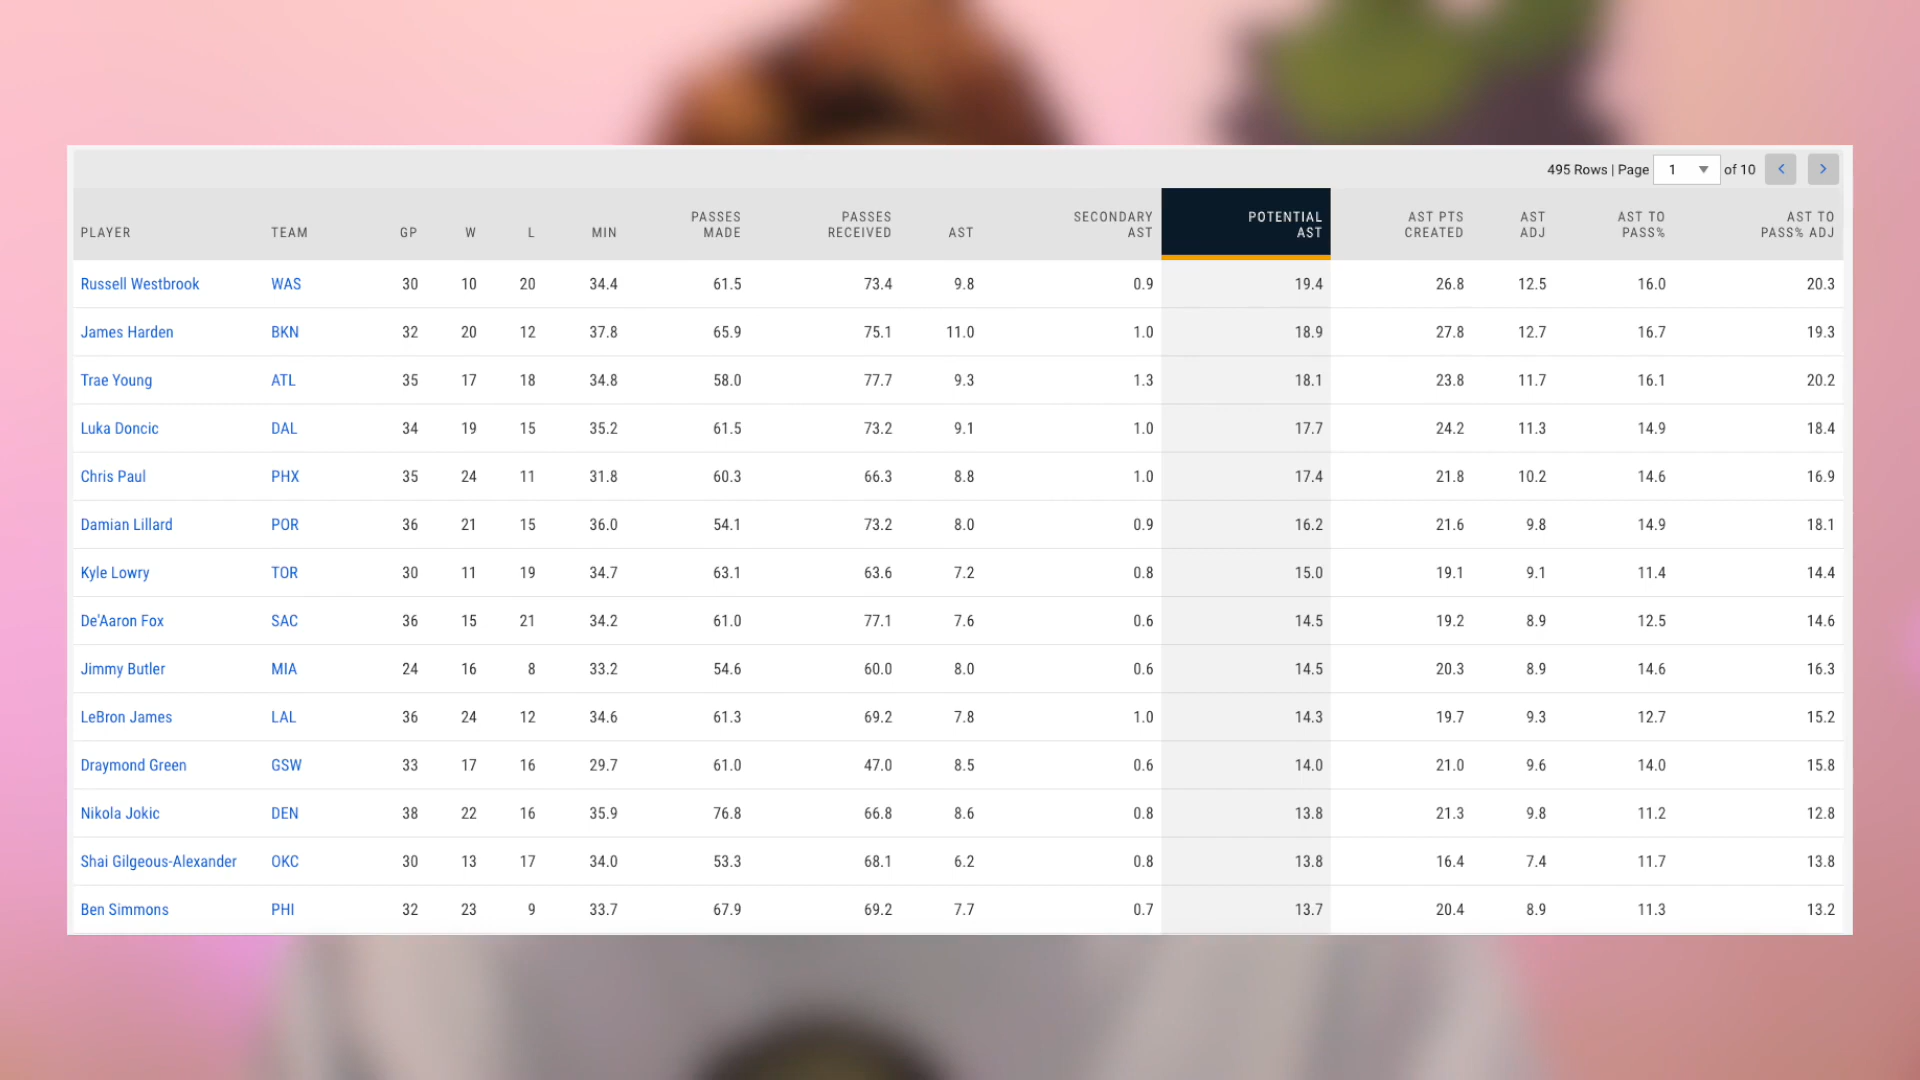 495 Rows | Page 1 of 10
PLAYER TEAM GP W L MIN PASSES MADE PASSES RECEIVED AST SECONDARY AST POTENTIAL AST AST PTS CREATED AST ADJ AST TO PASS% AST TO PASS% ADJ
Russell Westbrook WAS 30 10 20 34.4 61.5 73.4 9.8 0.9 19.4 26.8 12.5 16.0 20.3
James Harden BKN 32 20 12 37.8 65.9 75.1 11.0 1.0 18.9 27.8 12.7 16.7 19.3
Trae Young ATL 35 17 18 34.8 58.0 77.7 9.3 1.3 18.1 23.8 11.7 16.1 20.2
Luka Doncic DAL 34 19 15 35.2 61.5 73.2 9.1 1.0 17.7 24.2 11.3 14.9 18.4
Chris Paul PHX 35 24 11 31.8 60.3 66.3 8.8 1.0 17.4 21.8 10.2 14.6 16.9
Damian Lillard POR 36 21 15 36.0 54.1 73.2 8.0 0.9 16.2 21.6 9.8 14.9 18.1
Kyle Lowry TOR 30 11 19 34.7 63.1 63.6 7.2 0.8 15.0 19.1 9.1 11.4 14.4
De'Aaron Fox SAC 36 15 21 34.2 61.0 77.1 7.6 0.6 14.5 19.2 8.9 12.5 14.6
Jimmy Butler MIA 24 16 8 33.2 54.6 60.0 8.0 0.6 14.5 20.3 8.9 14.6 16.3
LeBron James LAL 36 24 12 34.6 61.3 69.2 7.8 1.0 14.3 19.7 9.3 12.7 15.2
Draymond Green GSW 33 17 16 29.7 61.0 47.0 8.5 0.6 14.0 21.0 9.6 14.0 15.8
Nikola Jokic DEN 38 22 16 35.9 76.8 66.8 8.6 0.8 13.8 21.3 9.8 11.2 12.8
Shai Gilgeous-Alexander OKC 30 13 17 34.0 53.3 68.1 6.2 0.8 13.8 16.4 7.4 11.7 13.8
Ben Simmons PHI 32 23 9 33.7 67.9 69.2 7.7 0.7 13.7 20.4 8.9 11.3 13.2